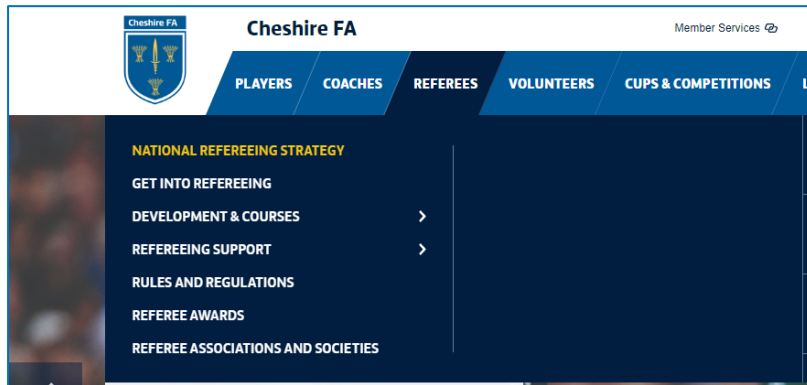 Cheshire FA
Cheshire FA
Member Services
PLAYERS
COACHES
REFEREES
VOLUNTEERS
CUPS & COMPETITIONS
NATIONAL REFEREEING STRATEGY
GET INTO REFEREEING
DEVELOPMENT & COURSES
REFEREEING SUPPORT
RULES AND REGULATIONS
REFEREE AWARDS
REFEREE ASSOCIATIONS AND SOCIETIES